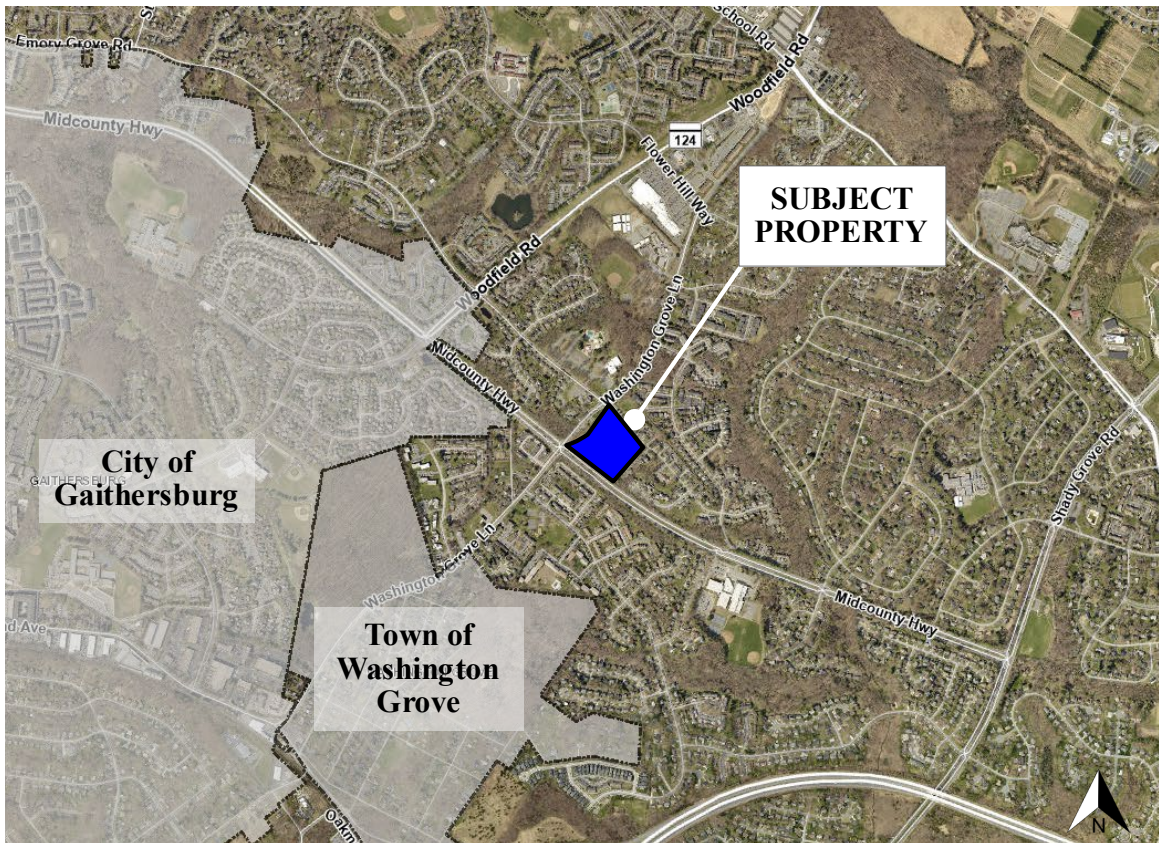 School Rd
Emory Grove Rd
Woodfield Rd
Midcounty Hwy
124
Flower Hill Way
SUBJECT
PROPERTY
Woodfield Rd
Washington Grove Ln
Midcounty Hwy
City of
Gaithersburg
GAITHERSBURG
Shady Grove Rd
Washington Grove Ln
Midcounty Hwy
Town of
Washington
Grove
N